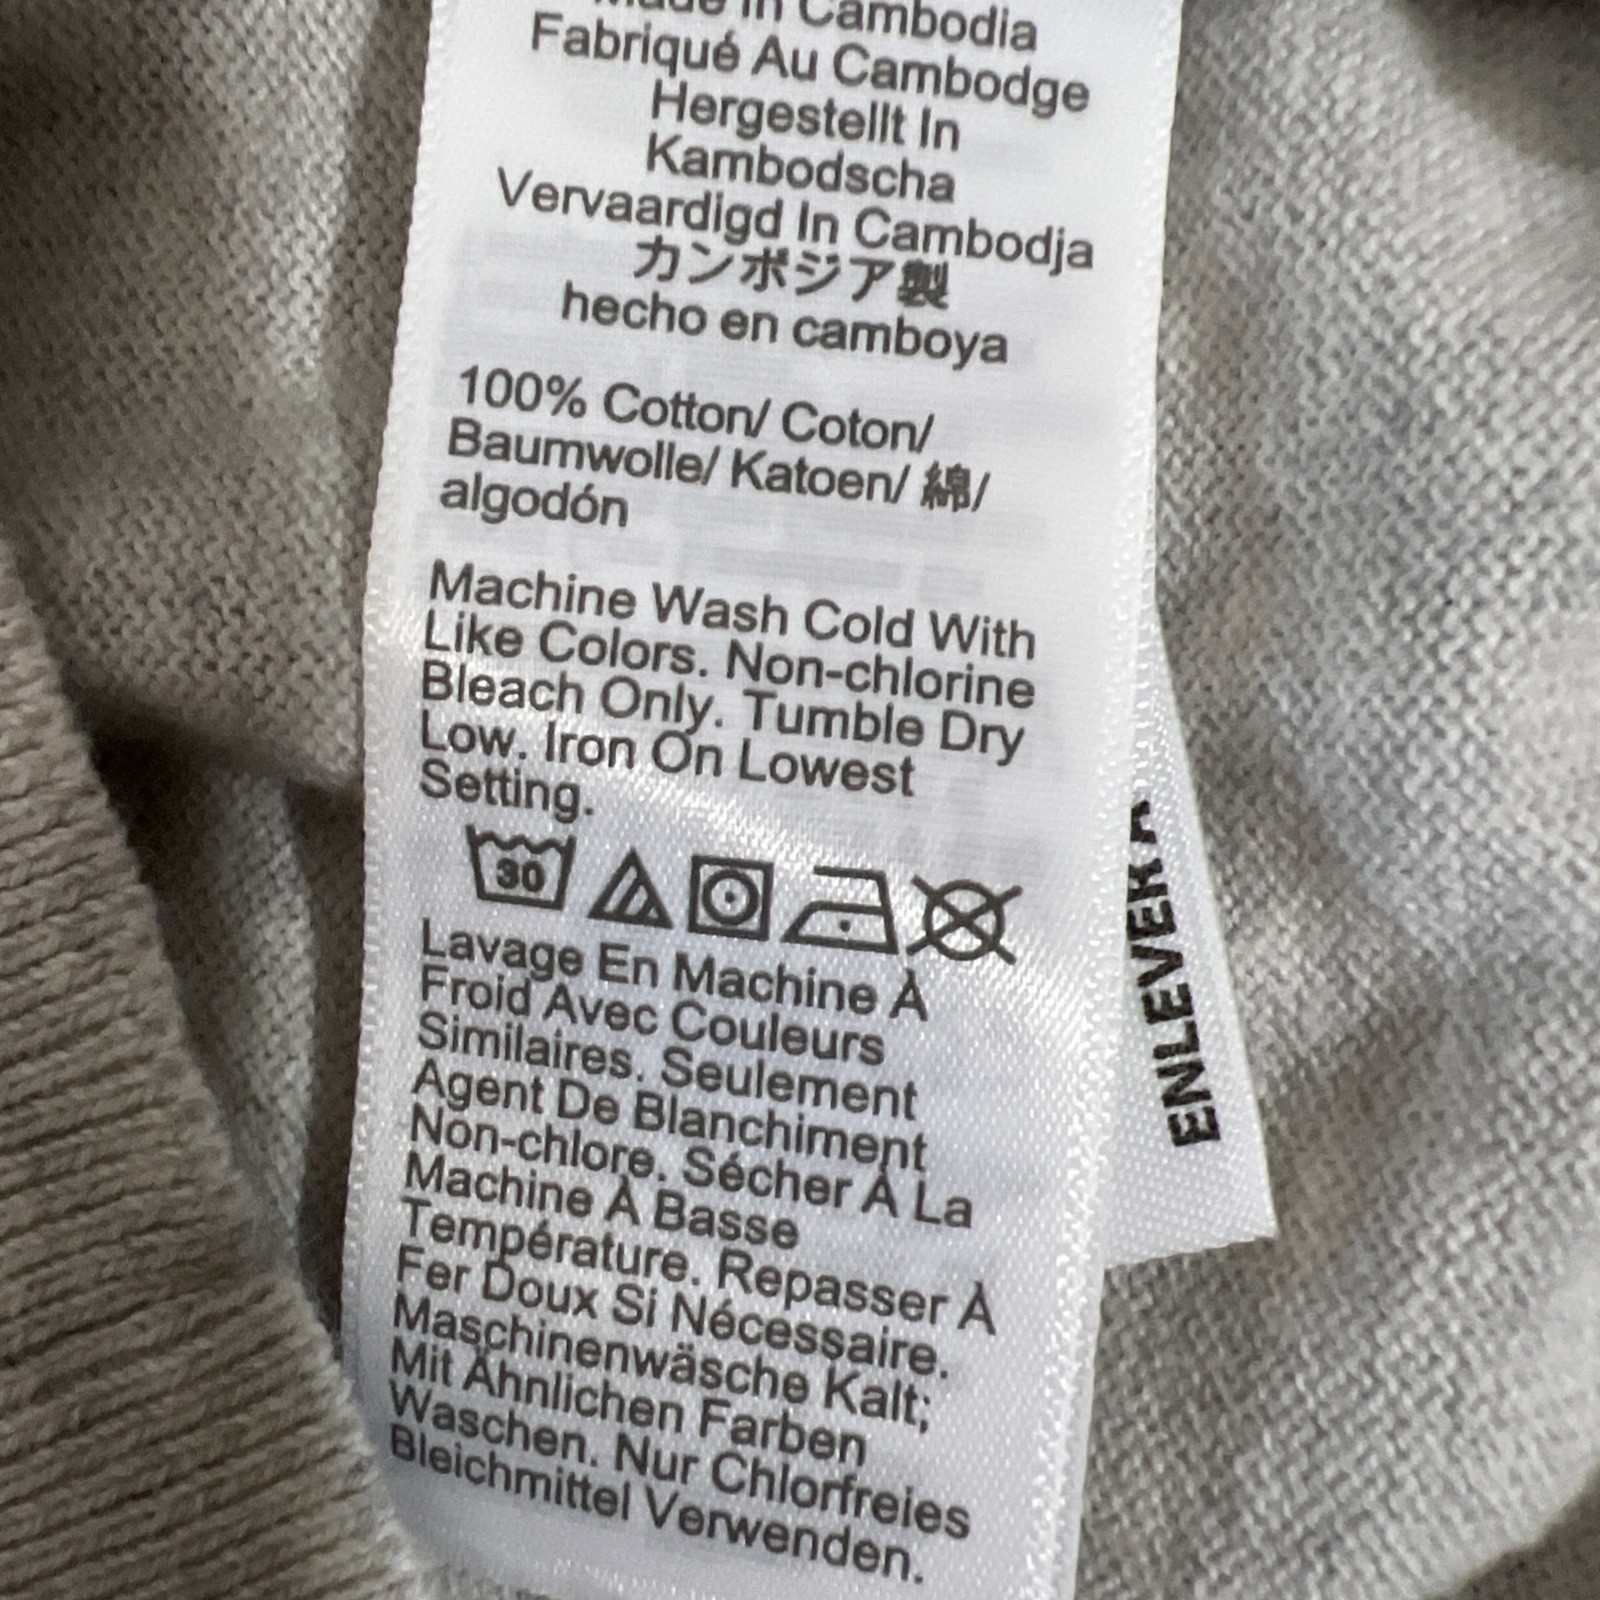 Made In Cambodia
Fabriqué Au Cambodge
Hergestellt In
Kambodscha
Vervaardigd In Cambodja
カンボジア製
hecho en camboya
100% Cotton/ Coton/
Baumwolle/ Katoen/ 綿/
algodón
Machine Wash Cold With
Like Colors. Non-chlorine
Bleach Only. Tumble Dry
Low. Iron On Lowest
Setting.
30
Lavage En Machine À
Froid Avec Couleurs
Similaires. Seulement
Agent De Blanchiment
Non-chlore. Sécher À La
Machine À Basse
Température. Repasser À
Fer Doux Si Nécessaire.
Maschinenwäsche Kalt;
Mit Ähnlichen Farben
Waschen. Nur Chlorfreies
Bleichmittel Verwenden.
ENLEVER